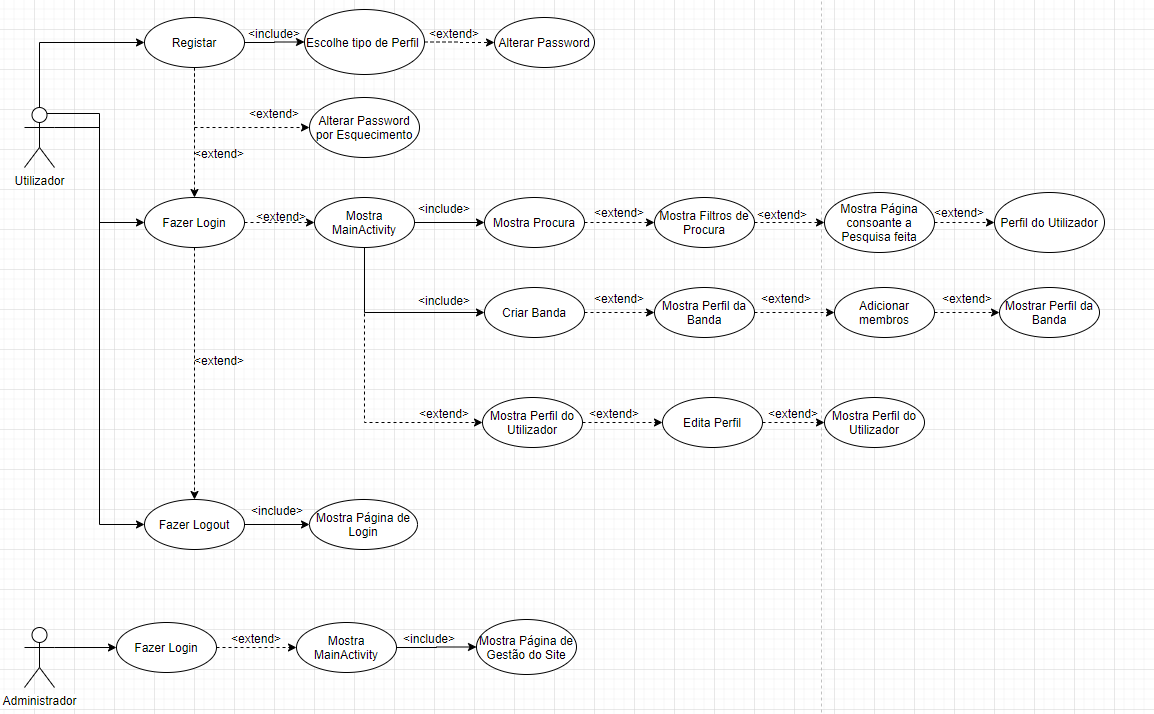 Registar
<include>
Escolhe tipo de Perfil
<extend>
Alterar Password
<extend>
Alterar Password
por Esquecimento
<extend>
Utilizador
Fazer Login
<extend>
Mostra
MainActivity
<include>
Mostra Procura
<extend>
Mostra Filtros de
Procura
<extend>
Mostra Página
consoante a
Pesquisa feita
<extend>
Perfil do Utilizador
<include>
Criar Banda
<extend>
Mostra Perfil da
Banda
<extend>
Adicionar
membros
<extend>
Mostrar Perfil da
Banda
<extend>
<extend>
Mostra Perfil do
Utilizador
<extend>
Edita Perfil
<extend>
Mostra Perfil do
Utilizador
Fazer Logout
<include>
Mostra Página de
Login
Administrador
Fazer Login
<extend>
Mostra
MainActivity
<include>
Mostra Página de
Gestão do Site